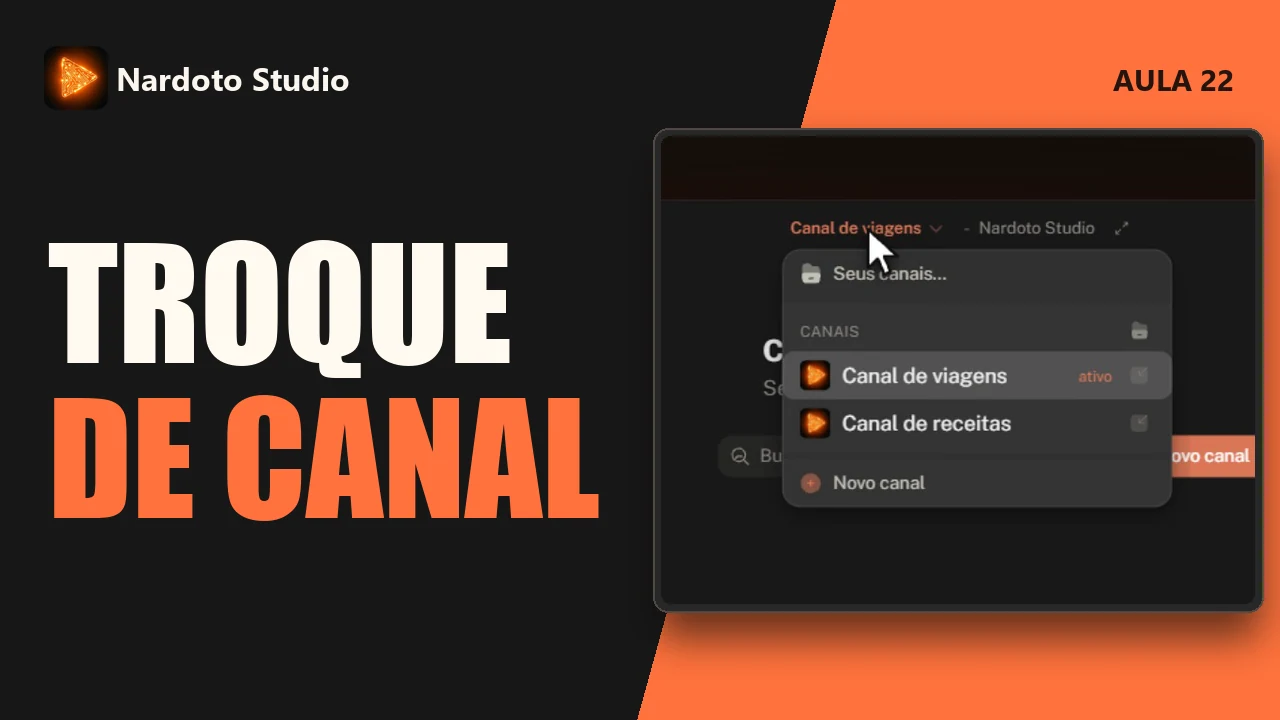 Nardoto Studio
AULA 22
TROQUE
DE CANAL
Canal de viagens - Nardoto Studio
Seus canais...
CANAIS
Canal de viagens ativo
Canal de receitas
Bu
ovo canal
Novo canal